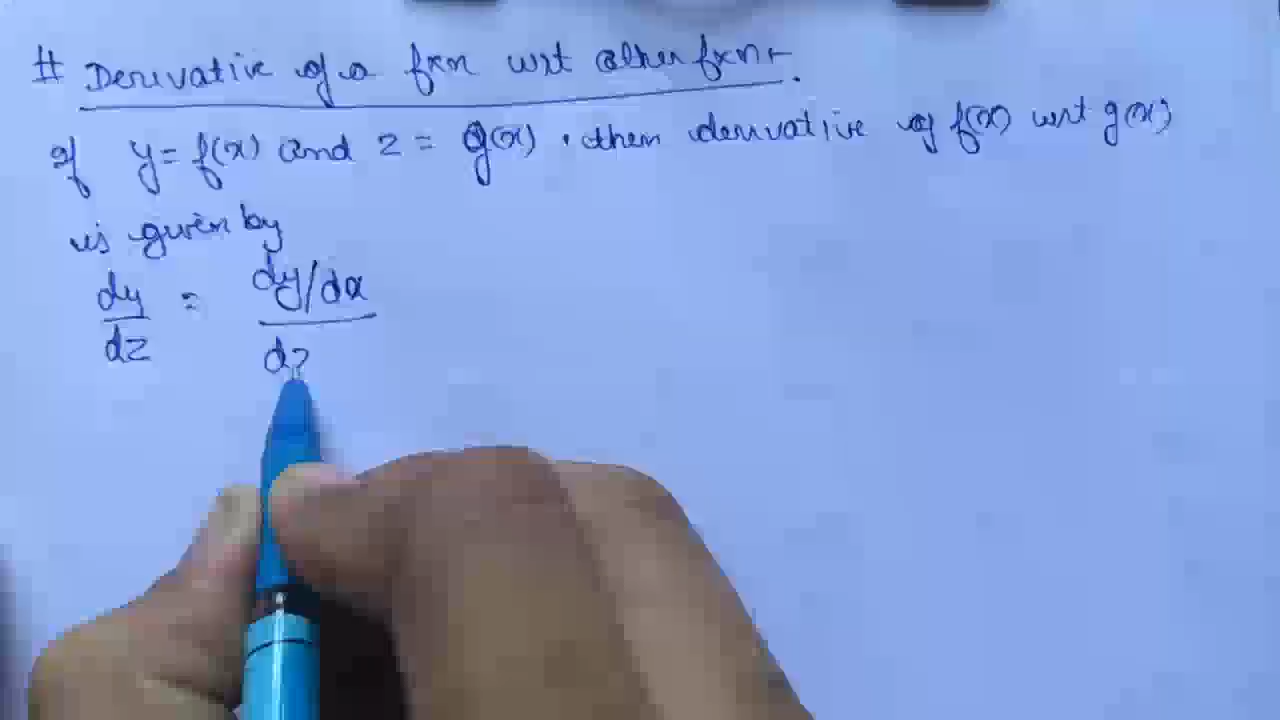 # Derivative of a fxn wrt other fxn.
If y = f(x) and z = g(x), then derivative of f(x) wrt g(x)
is given by
dy/dz = dy/dx
dz